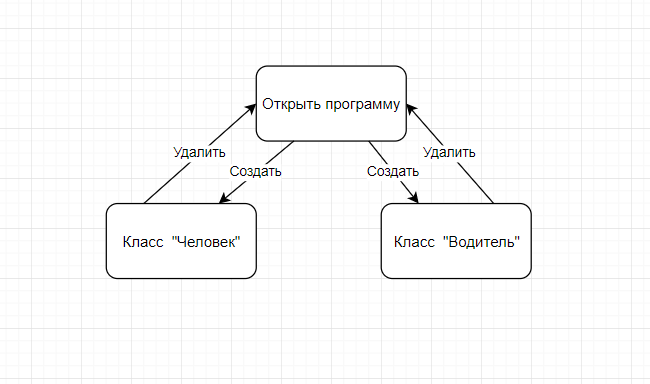 Открыть программу
Удалить
Удалить
Создать
Создать
Класс "Человек"
Класс "Водитель"